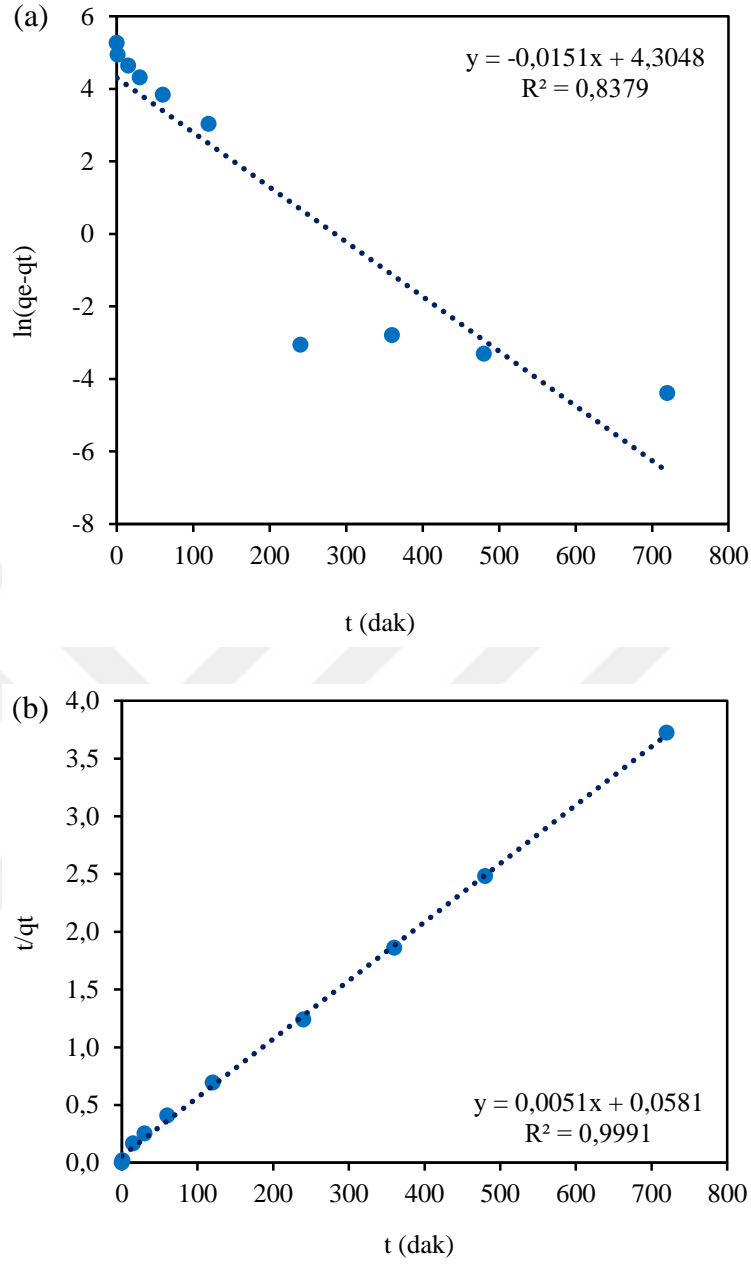 (a)
y = -0,0151x + 4,3048
R² = 0,8379
6
4
2
0
-2
-4
-6
-8
ln(qe-qt)
0 100 200 300 400 500 600 700 800
t (dak)
(b)
4,0
3,5
3,0
2,5
2,0
1,5
1,0
0,5
0,0
t/qt
y = 0,0051x + 0,0581
R² = 0,9991
0 100 200 300 400 500 600 700 800
t (dak)